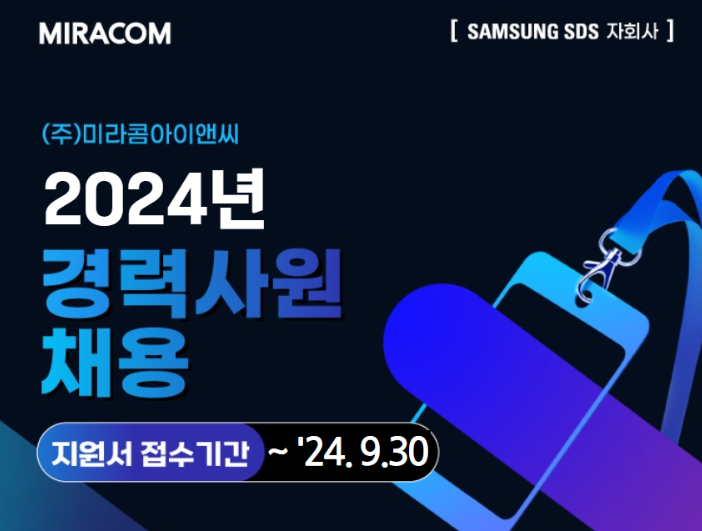 MIRACOM
[ SAMSUNG SDS 자회사 ]
(주)미라콤아이앤씨
2024년
경력사원
채용
지원서 접수기간 ~ '24. 9.30